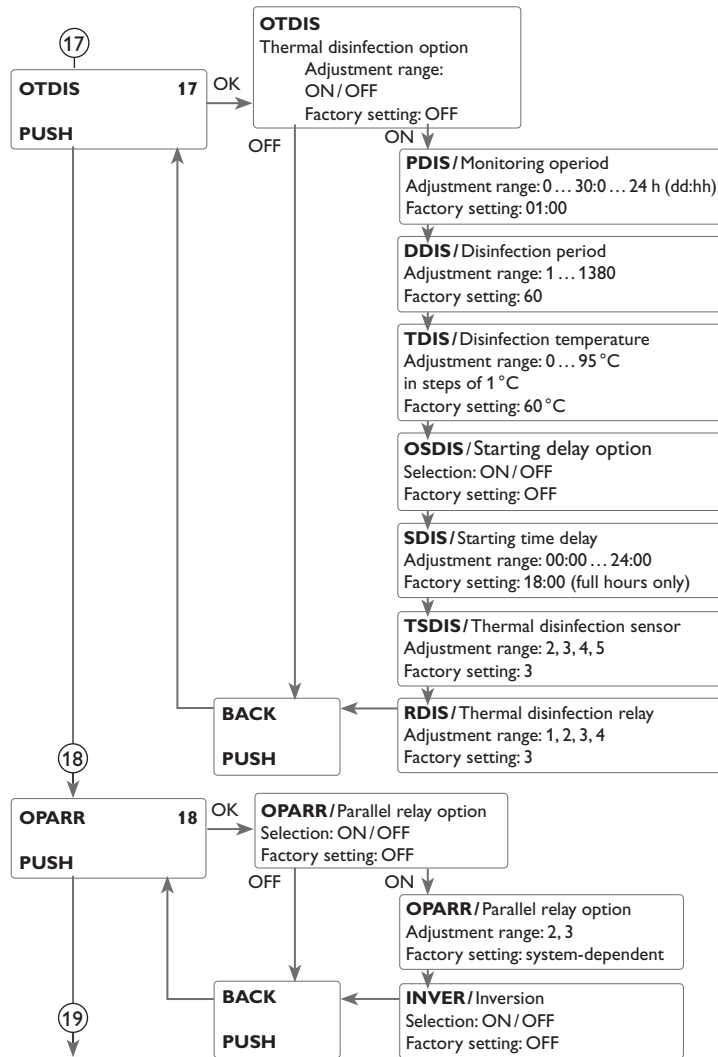 17
OTDIS 17
PUSH
OK
OTDIS
Thermal disinfection option
Adjustment range:
ON / OFF
Factory setting: OFF
OFF
ON
PDIS / Monitoring operiod
Adjustment range: 0 … 30:0 … 24 h (dd:hh)
Factory setting: 01:00
DDIS / Disinfection period
Adjustment range: 1 … 1380
Factory setting: 60
TDIS / Disinfection temperature
Adjustment range: 0 … 95 °C
in steps of 1 °C
Factory setting: 60 °C
OSDIS / Starting delay option
Selection: ON / OFF
Factory setting: OFF
SDIS / Starting time delay
Adjustment range: 00:00 … 24:00
Factory setting: 18:00 (full hours only)
TSDIS / Thermal disinfection sensor
Adjustment range: 2, 3, 4, 5
Factory setting: 3
RDIS / Thermal disinfection relay
Adjustment range: 1, 2, 3, 4
Factory setting: 3
BACK
PUSH
18
OPARR 18
PUSH
OK
OPARR / Parallel relay option
Selection: ON / OFF
Factory setting: OFF
OFF
ON
OPARR / Parallel relay option
Adjustment range: 2, 3
Factory setting: system-dependent
INVER / Inversion
Selection: ON / OFF
Factory setting: OFF
BACK
PUSH
19